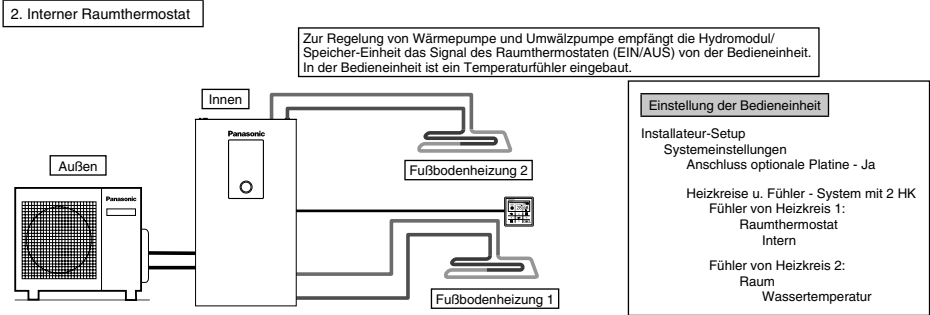 2. Interner Raumthermostat
Zur Regelung von Wärmepumpe und Umwälzpumpe empfängt die Hydromodul/
Speicher-Einheit das Signal des Raumthermostaten (EIN/AUS) von der Bedieneinheit.
In der Bedieneinheit ist ein Temperaturfühler eingebaut.
Innen
Panasonic
Fußbodenheizung 2
Außen
Panasonic
Fußbodenheizung 1
Einstellung der Bedieneinheit
Installateur-Setup
Systemeinstellungen
Anschluss optionale Platine - Ja
Heizkreise u. Fühler - System mit 2 HK
Fühler von Heizkreis 1:
Raumthermostat
Intern
Fühler von Heizkreis 2:
Raum
Wassertemperatur